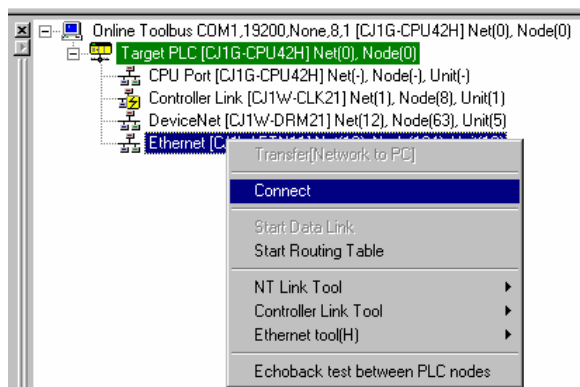 Online Toolbus COM1,19200,None,8,1 [CJ1G-CPU42H] Net(0), Node(0)
Target PLC [CJ1G-CPU42H] Net(0), Node(0)
CPU Port [CJ1G-CPU42H] Net(-), Node(-), Unit(-)
Controller Link [CJ1W-CLK21] Net(1), Node(8), Unit(1)
DeviceNet [CJ1W-DRM21] Net(12), Node(63), Unit(5)
Ethernet
Transfer[Network to PC]
Connect
Start Data Link
Start Routing Table
NT Link Tool
Controller Link Tool
Ethernet tool(H)
Echoback test between PLC nodes